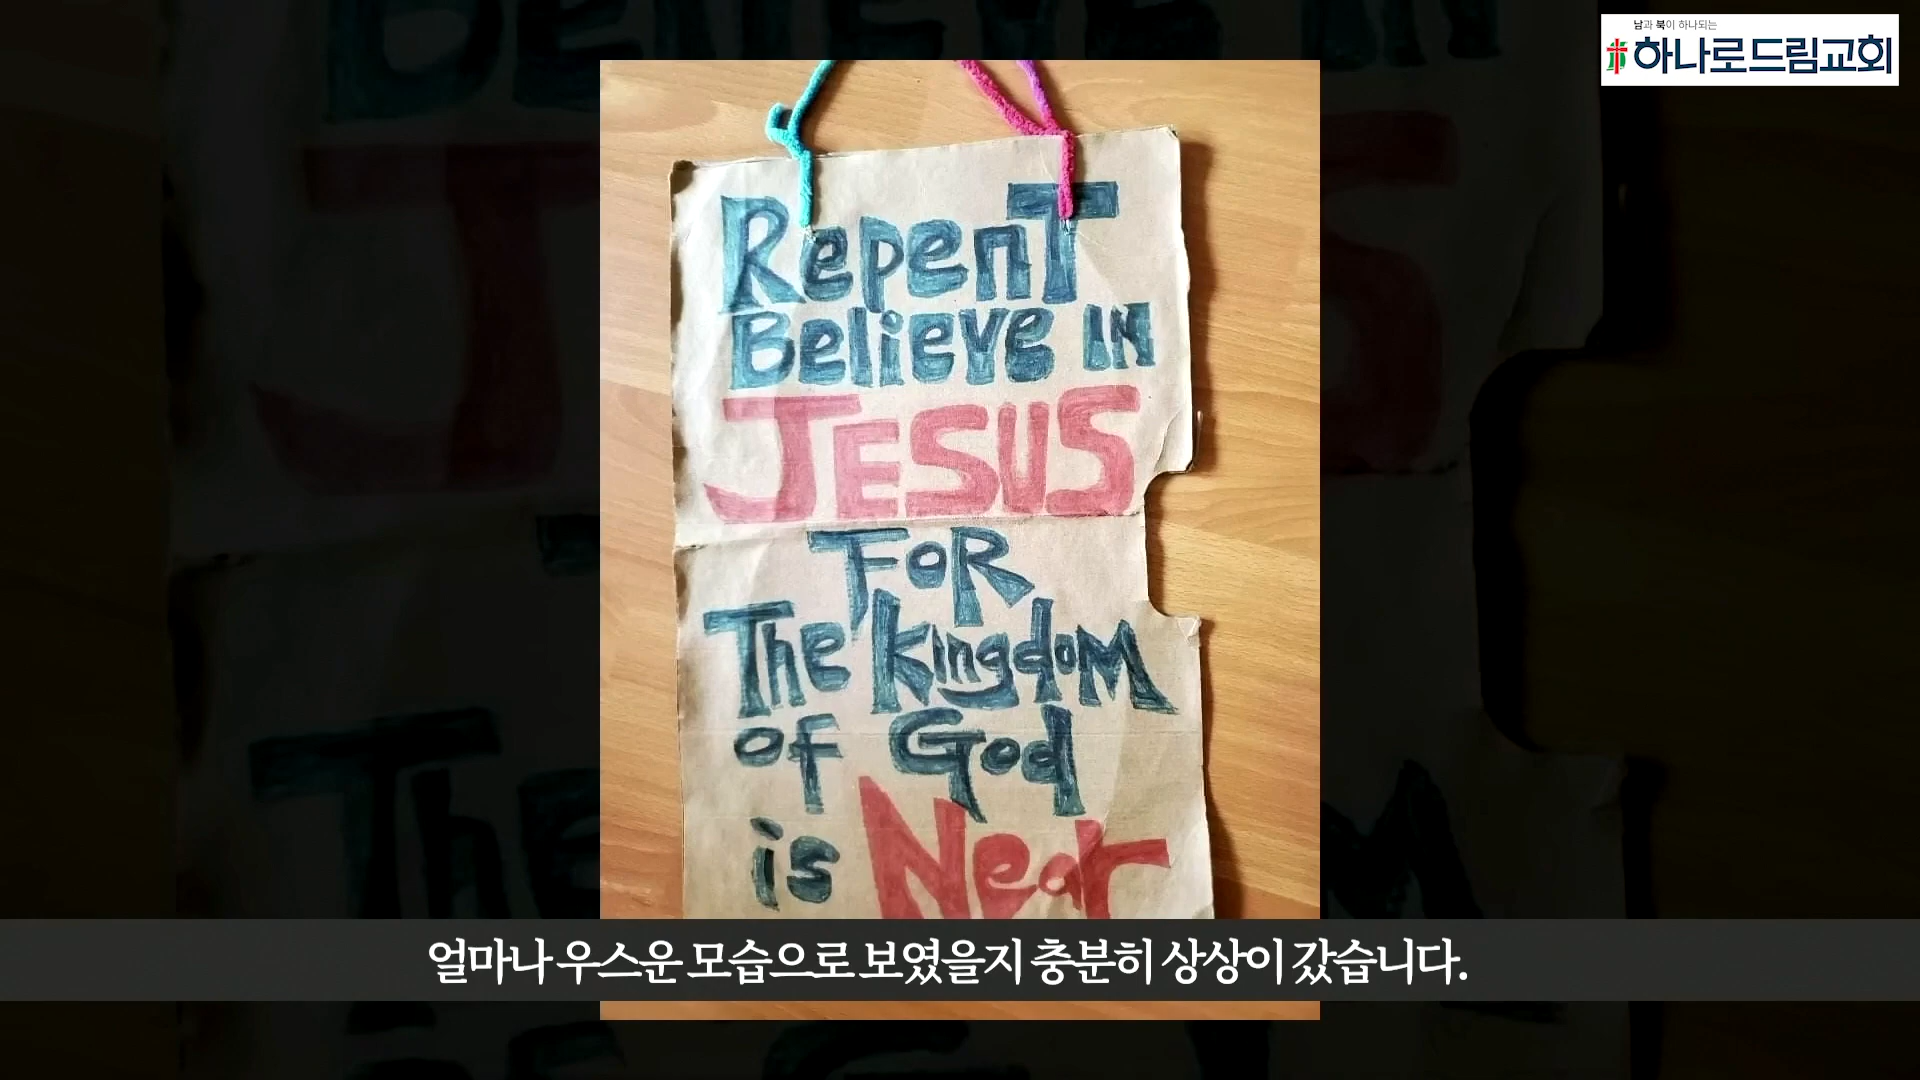 남과 북이 하나되는
하나로드림교회
Repent
Believe IN
JESUS
FOR
The kingdom
of God
is Near
얼마나 우스운 모습으로 보였을지 충분히 상상이 갔습니다.